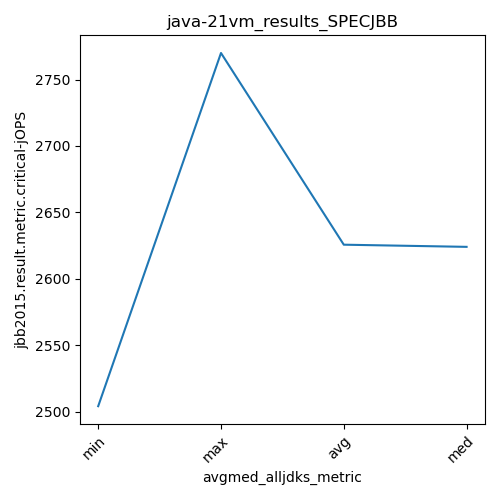 java-21vm_results_SPECJBB
jbb2015.result.metric.critical-jOPS
2750
2700
2650
2600
2550
2500
min
max
avg
med
avgmed_alljdks_metric